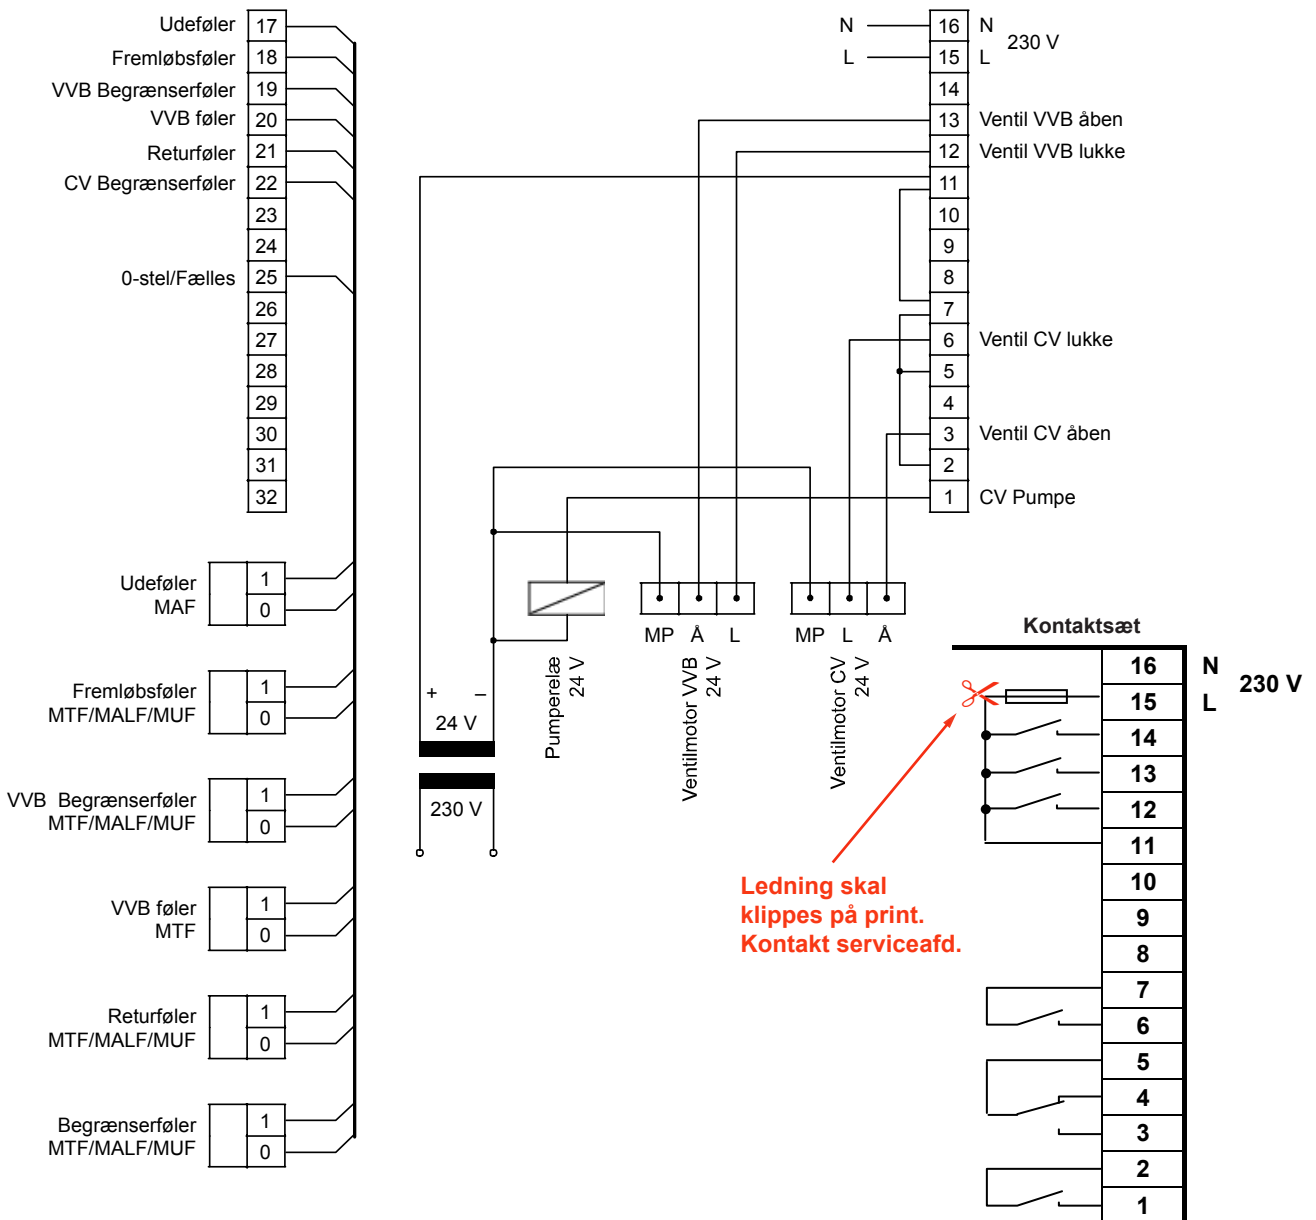 Udeføler 17
Fremløbsføler 18
VVB Begrænserføler 19
VVB føler 20
Returføler 21
CV Begrænserføler 22
23
24
0-stel/Fælles 25
26
27
28
29
30
31
32
N 16 N
L 15 L
230 V
14
13 Ventil VVB åben
12 Ventil VVB lukke
11
10
9
8
7
6 Ventil CV lukke
5
4
3 Ventil CV åben
2
1 CV Pumpe
Udeføler
MAF
1
0
Fremløbsføler
MTF/MALF/MUF
1
0
VVB Begrænserføler
MTF/MALF/MUF
1
0
VVB føler
MTF
1
0
Returføler
MTF/MALF/MUF
1
0
Begrænserføler
MTF/MALF/MUF
1
0
+ –
24 V
230 V
Pumperelæ
24 V
MP Å L
Ventilmotor VVB
24 V
MP L Å
Ventilmotor CV
24 V
Kontaktsæt
16 N
15 L
230 V
14
13
12
11
10
9
8
7
6
5
4
3
2
1
Ledning skal
klippes på print.
Kontakt serviceafd.